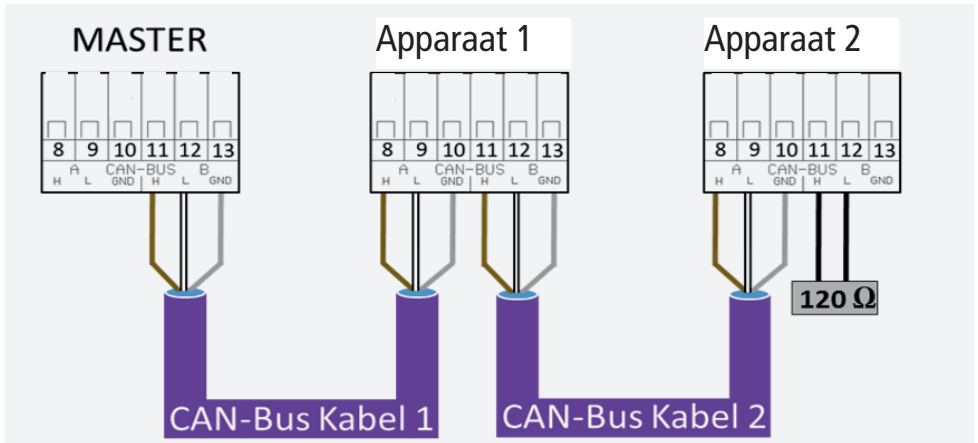 MASTER
Apparaat 1
Apparaat 2
8 9 10 11 12 13
A CAN-BUS B
H L GND H L GND
8 9 10 11 12 13
A CAN-BUS B
H L GND H L GND
8 9 10 11 12 13
A CAN-BUS B
H L GND H L GND
120 Ω
CAN-Bus Kabel 1
CAN-Bus Kabel 2